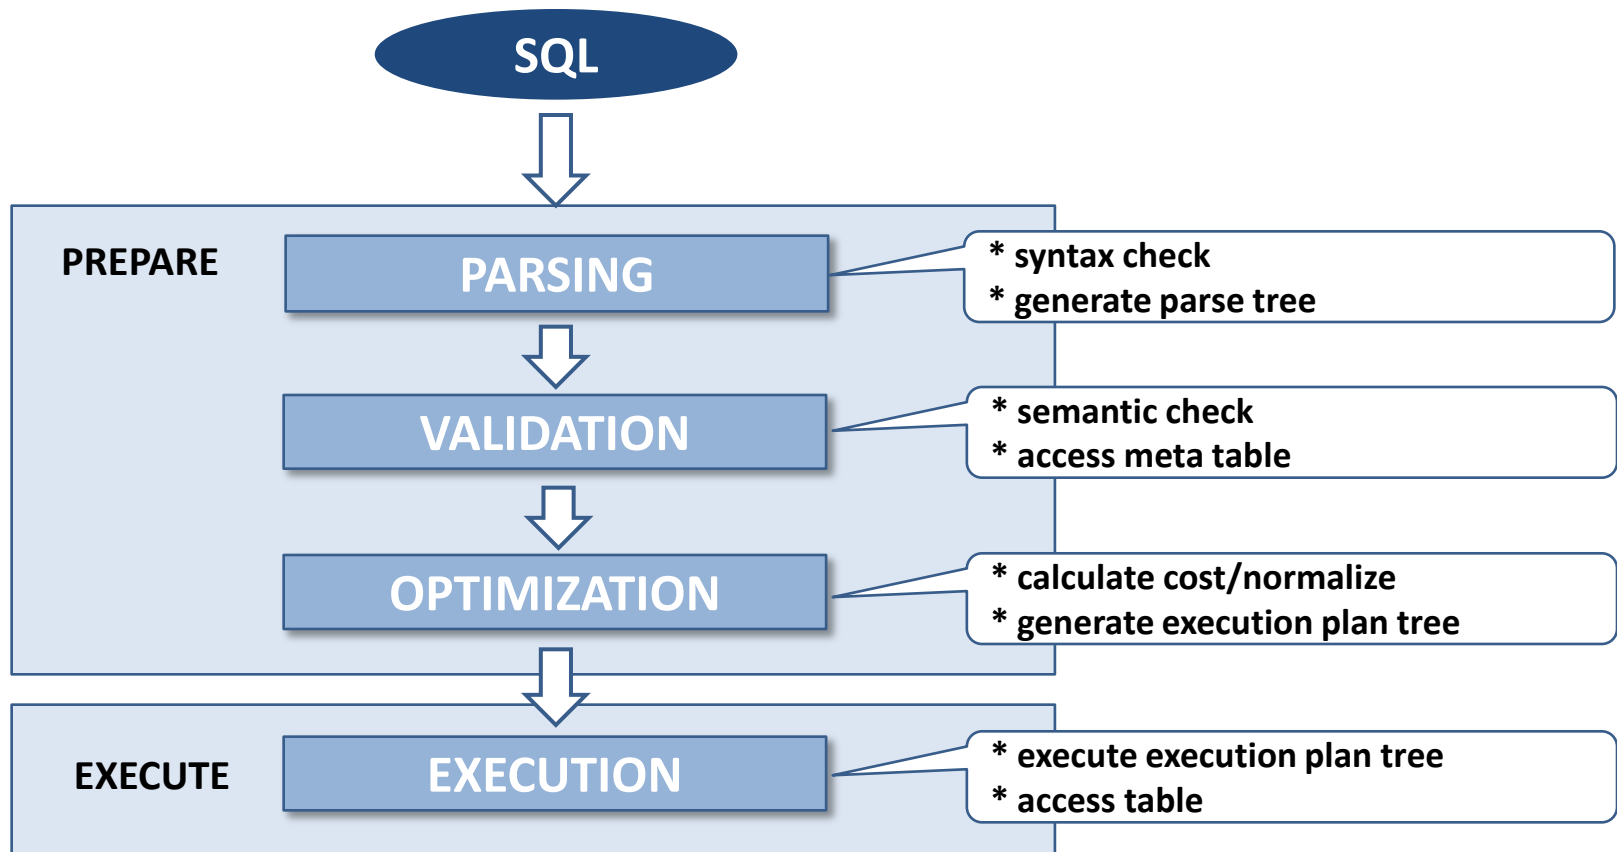 SQL
PREPARE
PARSING
* syntax check
* generate parse tree
VALIDATION
* semantic check
* access meta table
OPTIMIZATION
* calculate cost/normalize
* generate execution plan tree
EXECUTE
EXECUTION
* execute execution plan tree
* access table